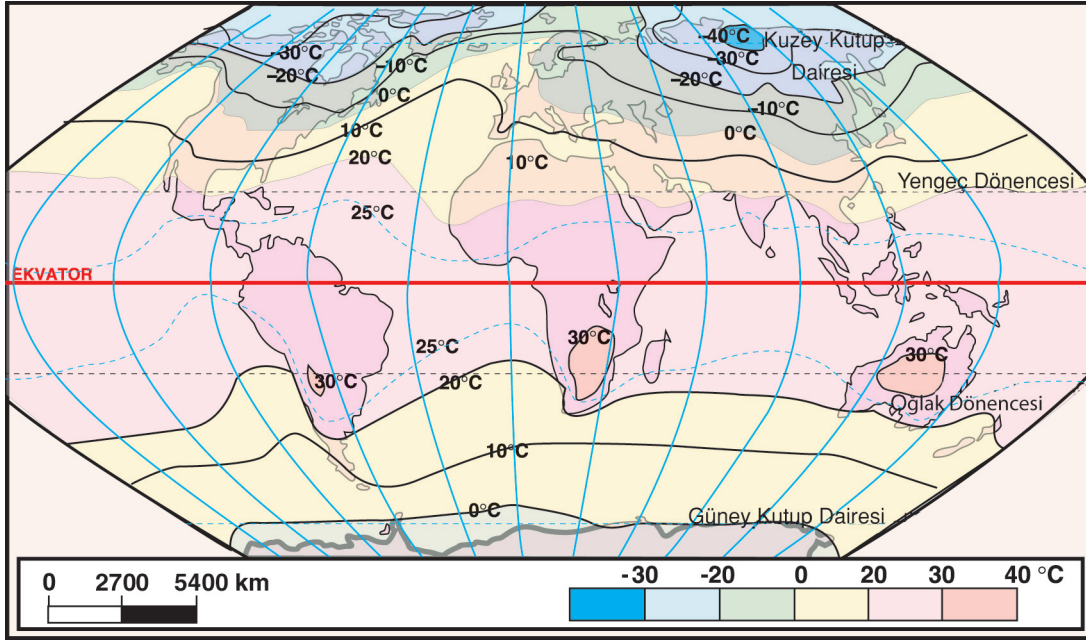 -40°C
Kuzey Kutup
Dairesi
-30°C
-30°C
-20°C
-10°C
-20°C
0°C
-10°C
10°C
0°C
20°C
10°C
Yengeç Dönencesi
25°C
EKVATOR
30°C
25°C
30°C
30°C
20°C
Oğlak Dönencesi
10°C
0°C
Güney Kutup Dairesi
0 2700 5400 km
-30 -20 0 20 30 40 °C